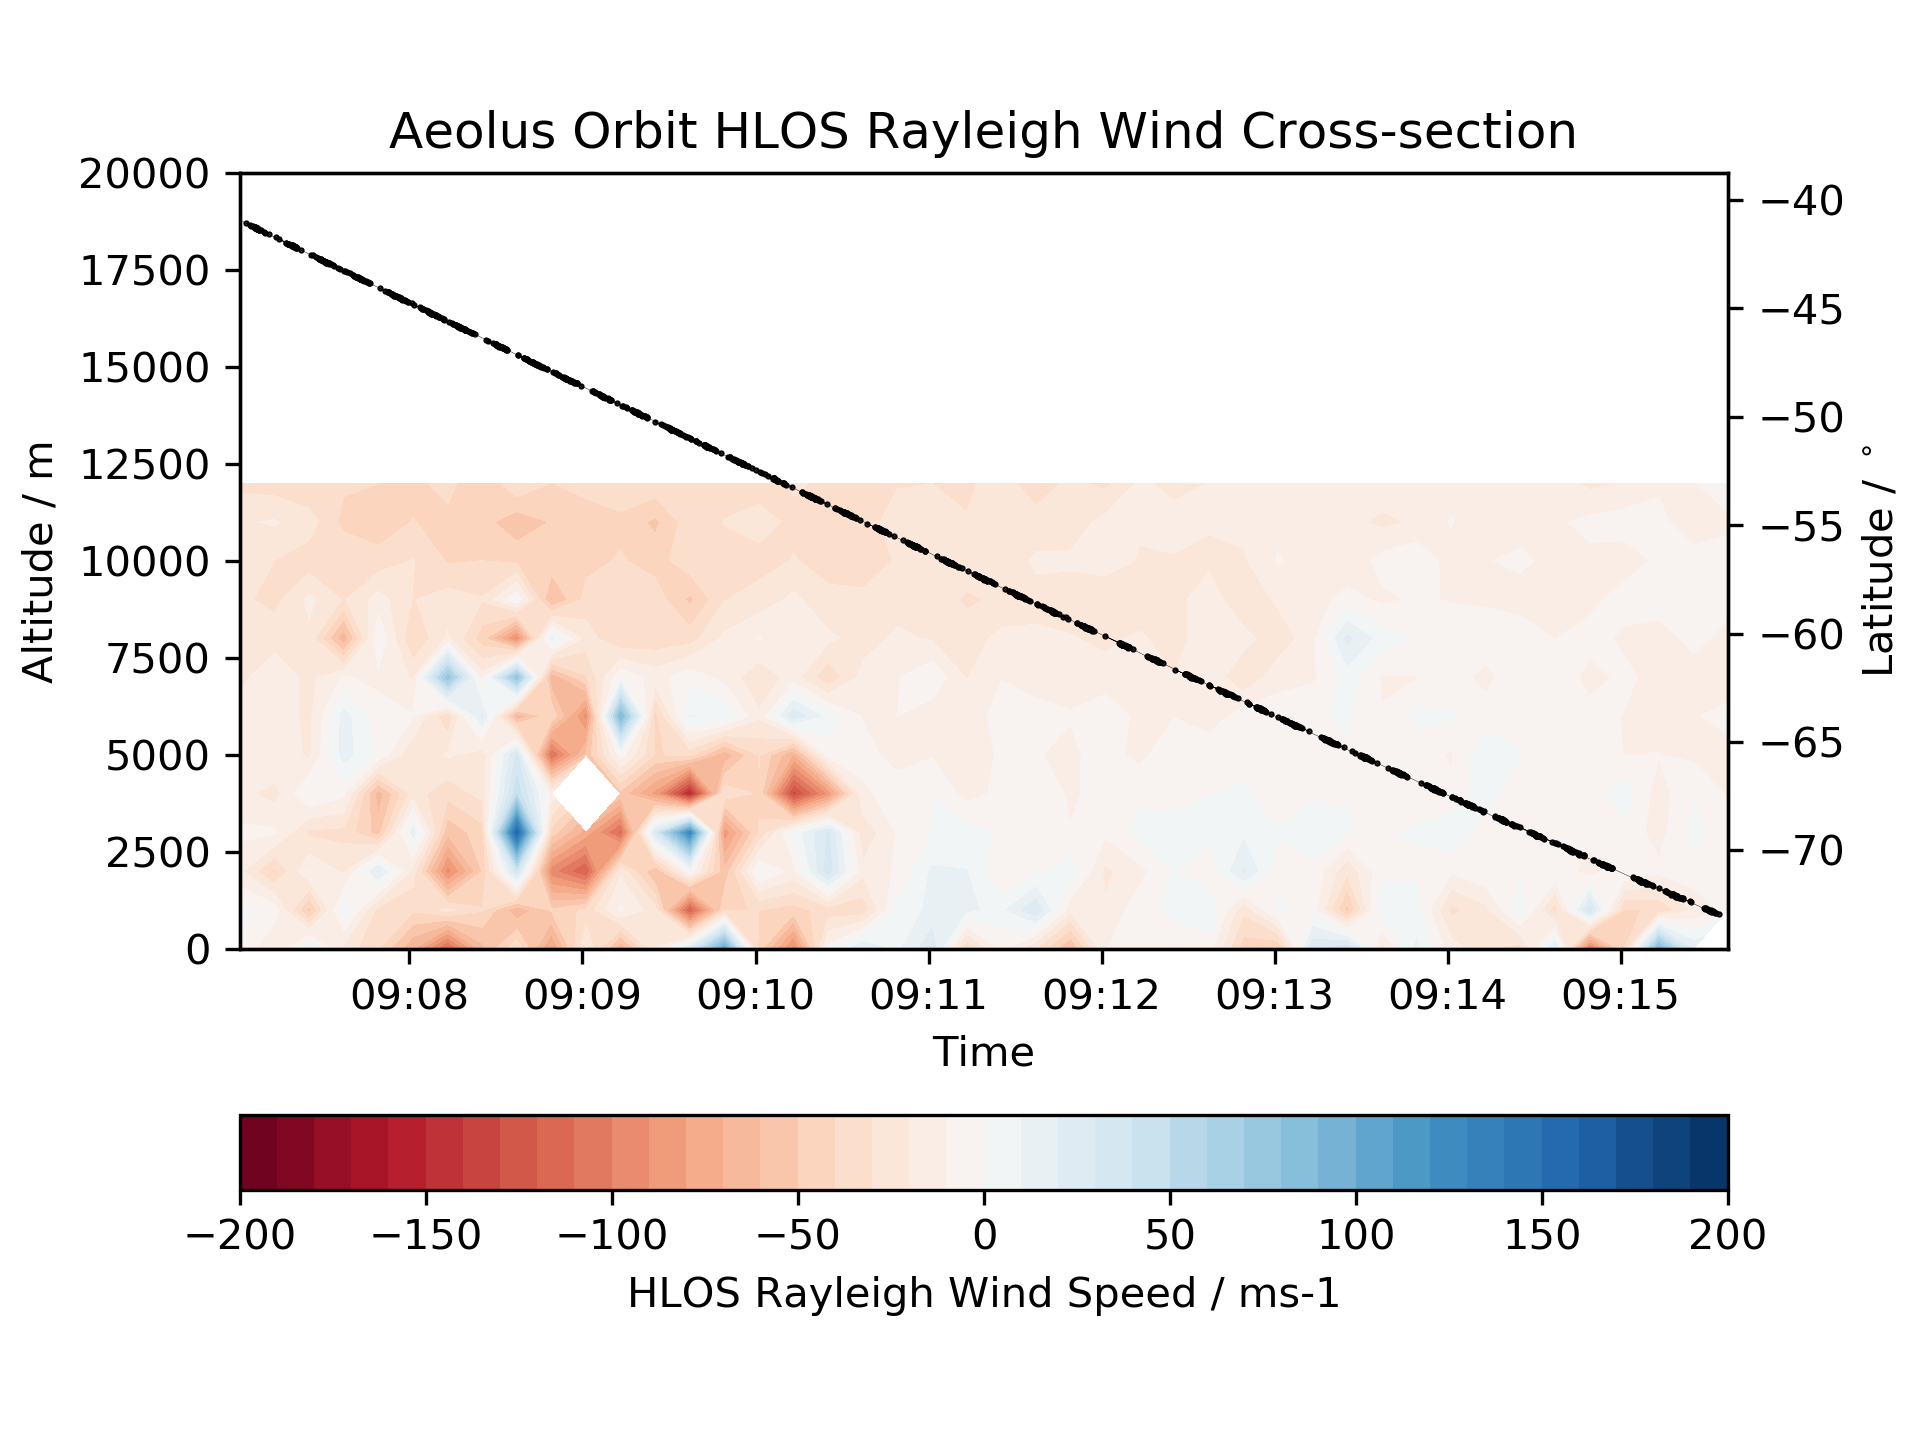 Aeolus Orbit HLOS Rayleigh Wind Cross-section
20000
17500
15000
12500
10000
7500
5000
2500
0
Altitude / m
−40
−45
−50
−55
−60
−65
−70
Latitude / °
09:08 09:09 09:10 09:11 09:12 09:13 09:14 09:15
Time
−200 −150 −100 −50 0 50 100 150 200
HLOS Rayleigh Wind Speed / ms-1